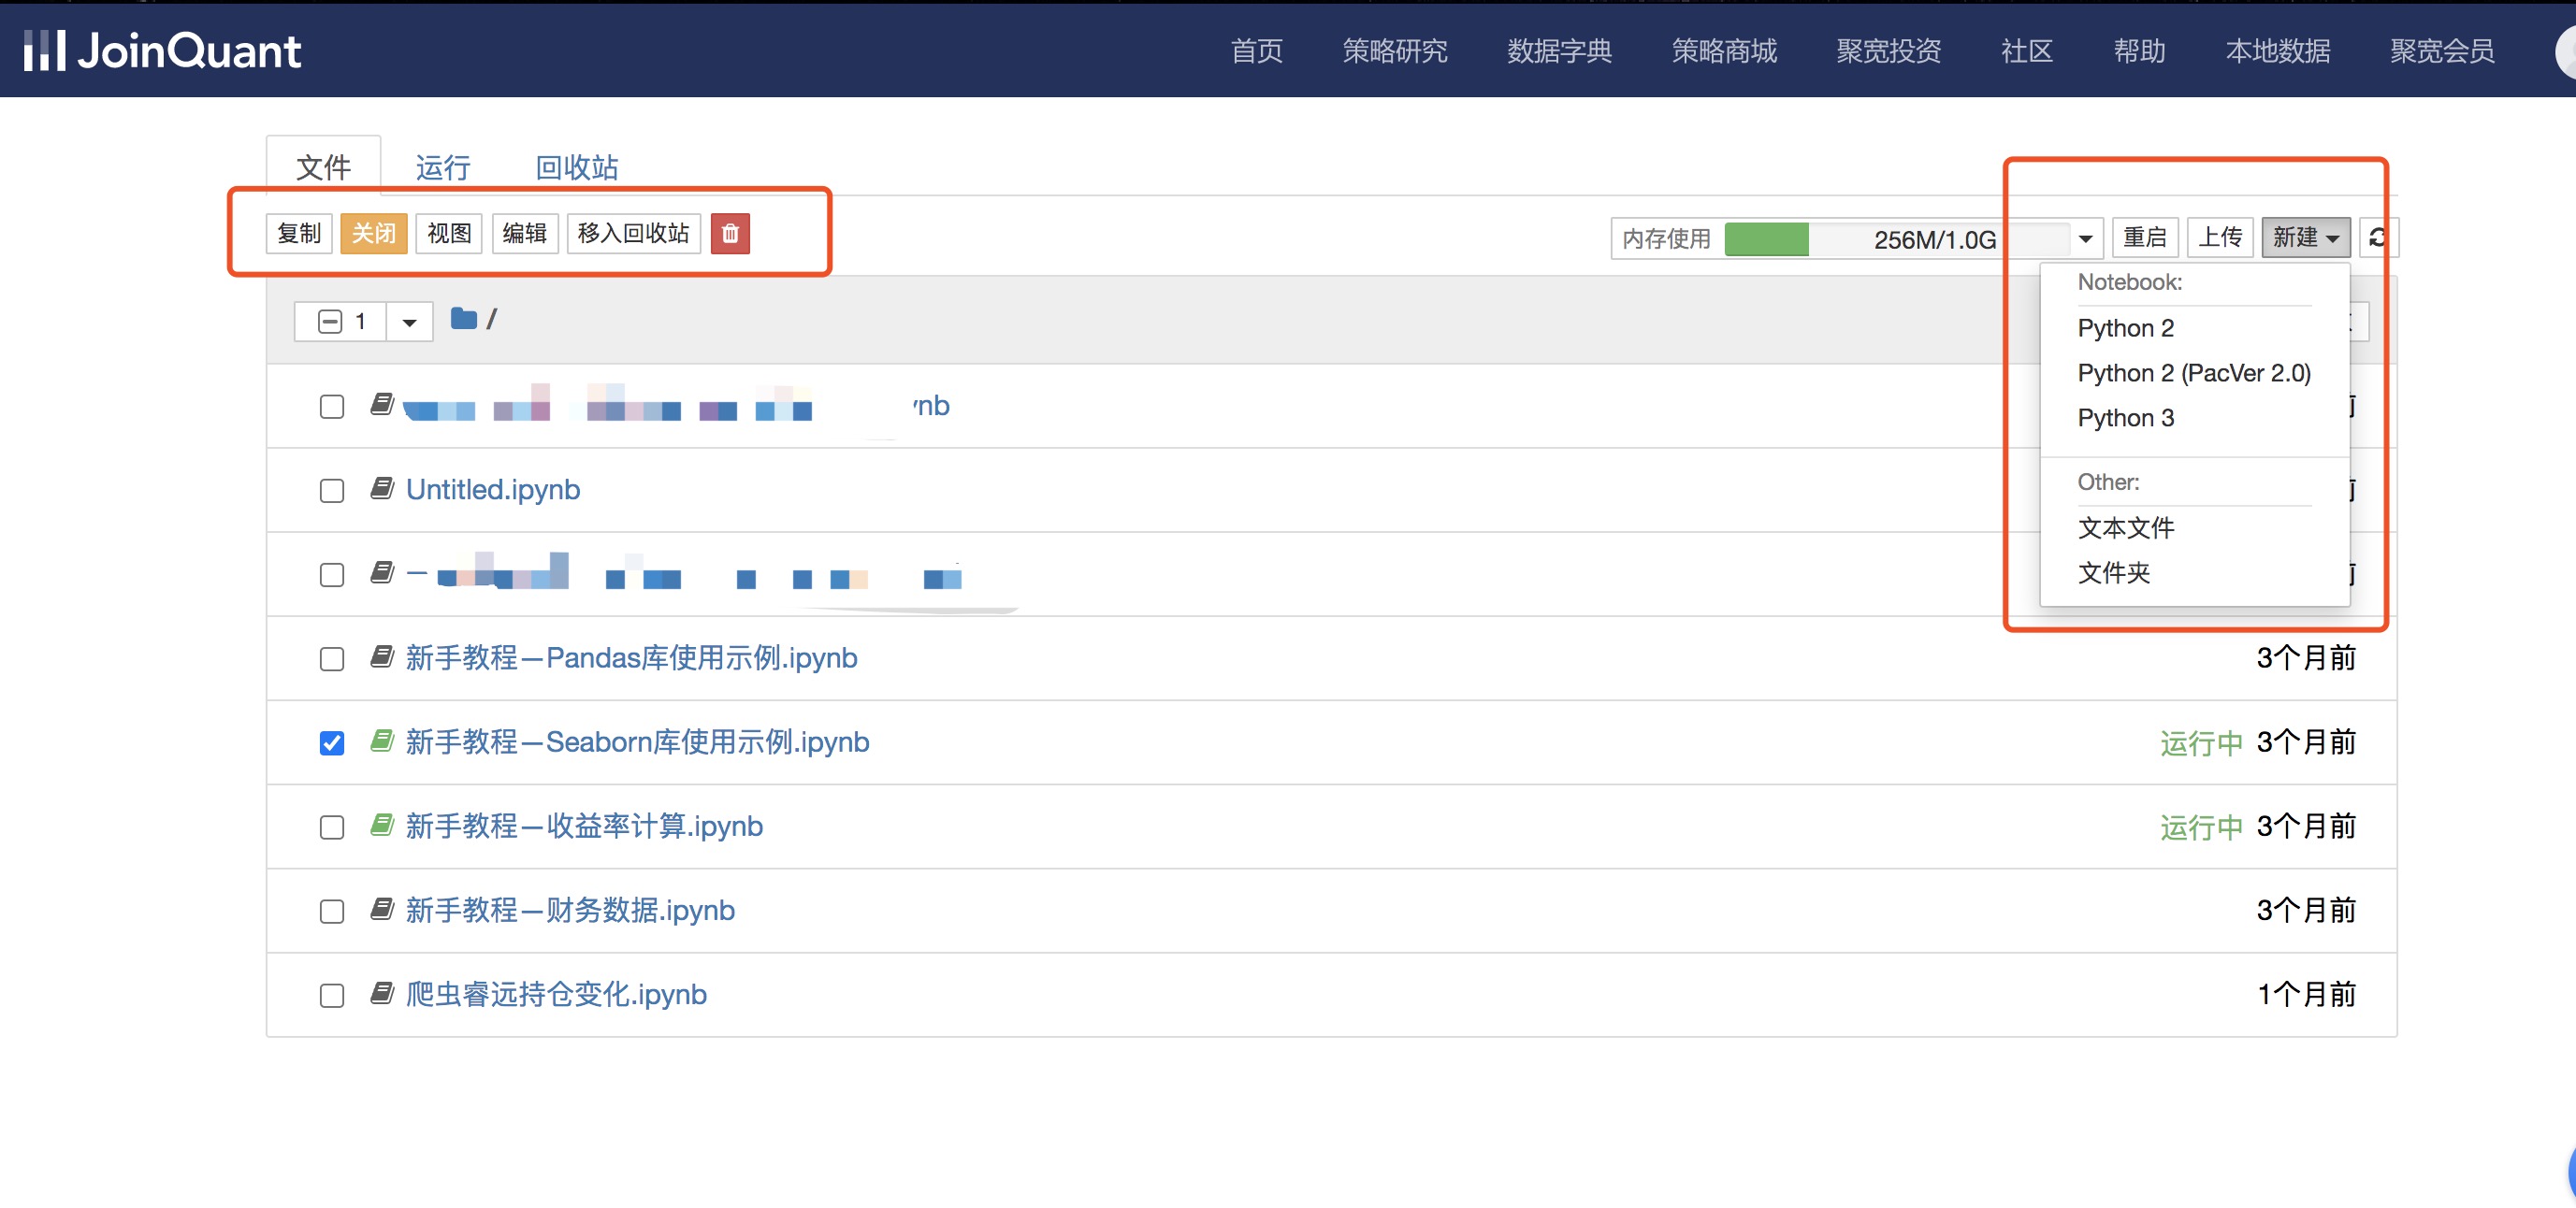 JoinQuant 首页 策略研究 数据字典 策略商城 聚宽投资 社区 帮助 本地数据 聚宽会员
文件 运行 回收站
复制 关闭 视图 编辑 移入回收站 内存使用 256M/1.0G 重启 上传 新建
1 /
Notebook:
Python 2
Python 2 (PacVer 2.0)
Python 3
Other:
文本文件
文件夹
nb
Untitled.ipynb
新手教程—Pandas库使用示例.ipynb 3个月前
新手教程—Seaborn库使用示例.ipynb 运行中 3个月前
新手教程—收益率计算.ipynb 运行中 3个月前
新手教程—财务数据.ipynb 3个月前
爬虫睿远持仓变化.ipynb 1个月前